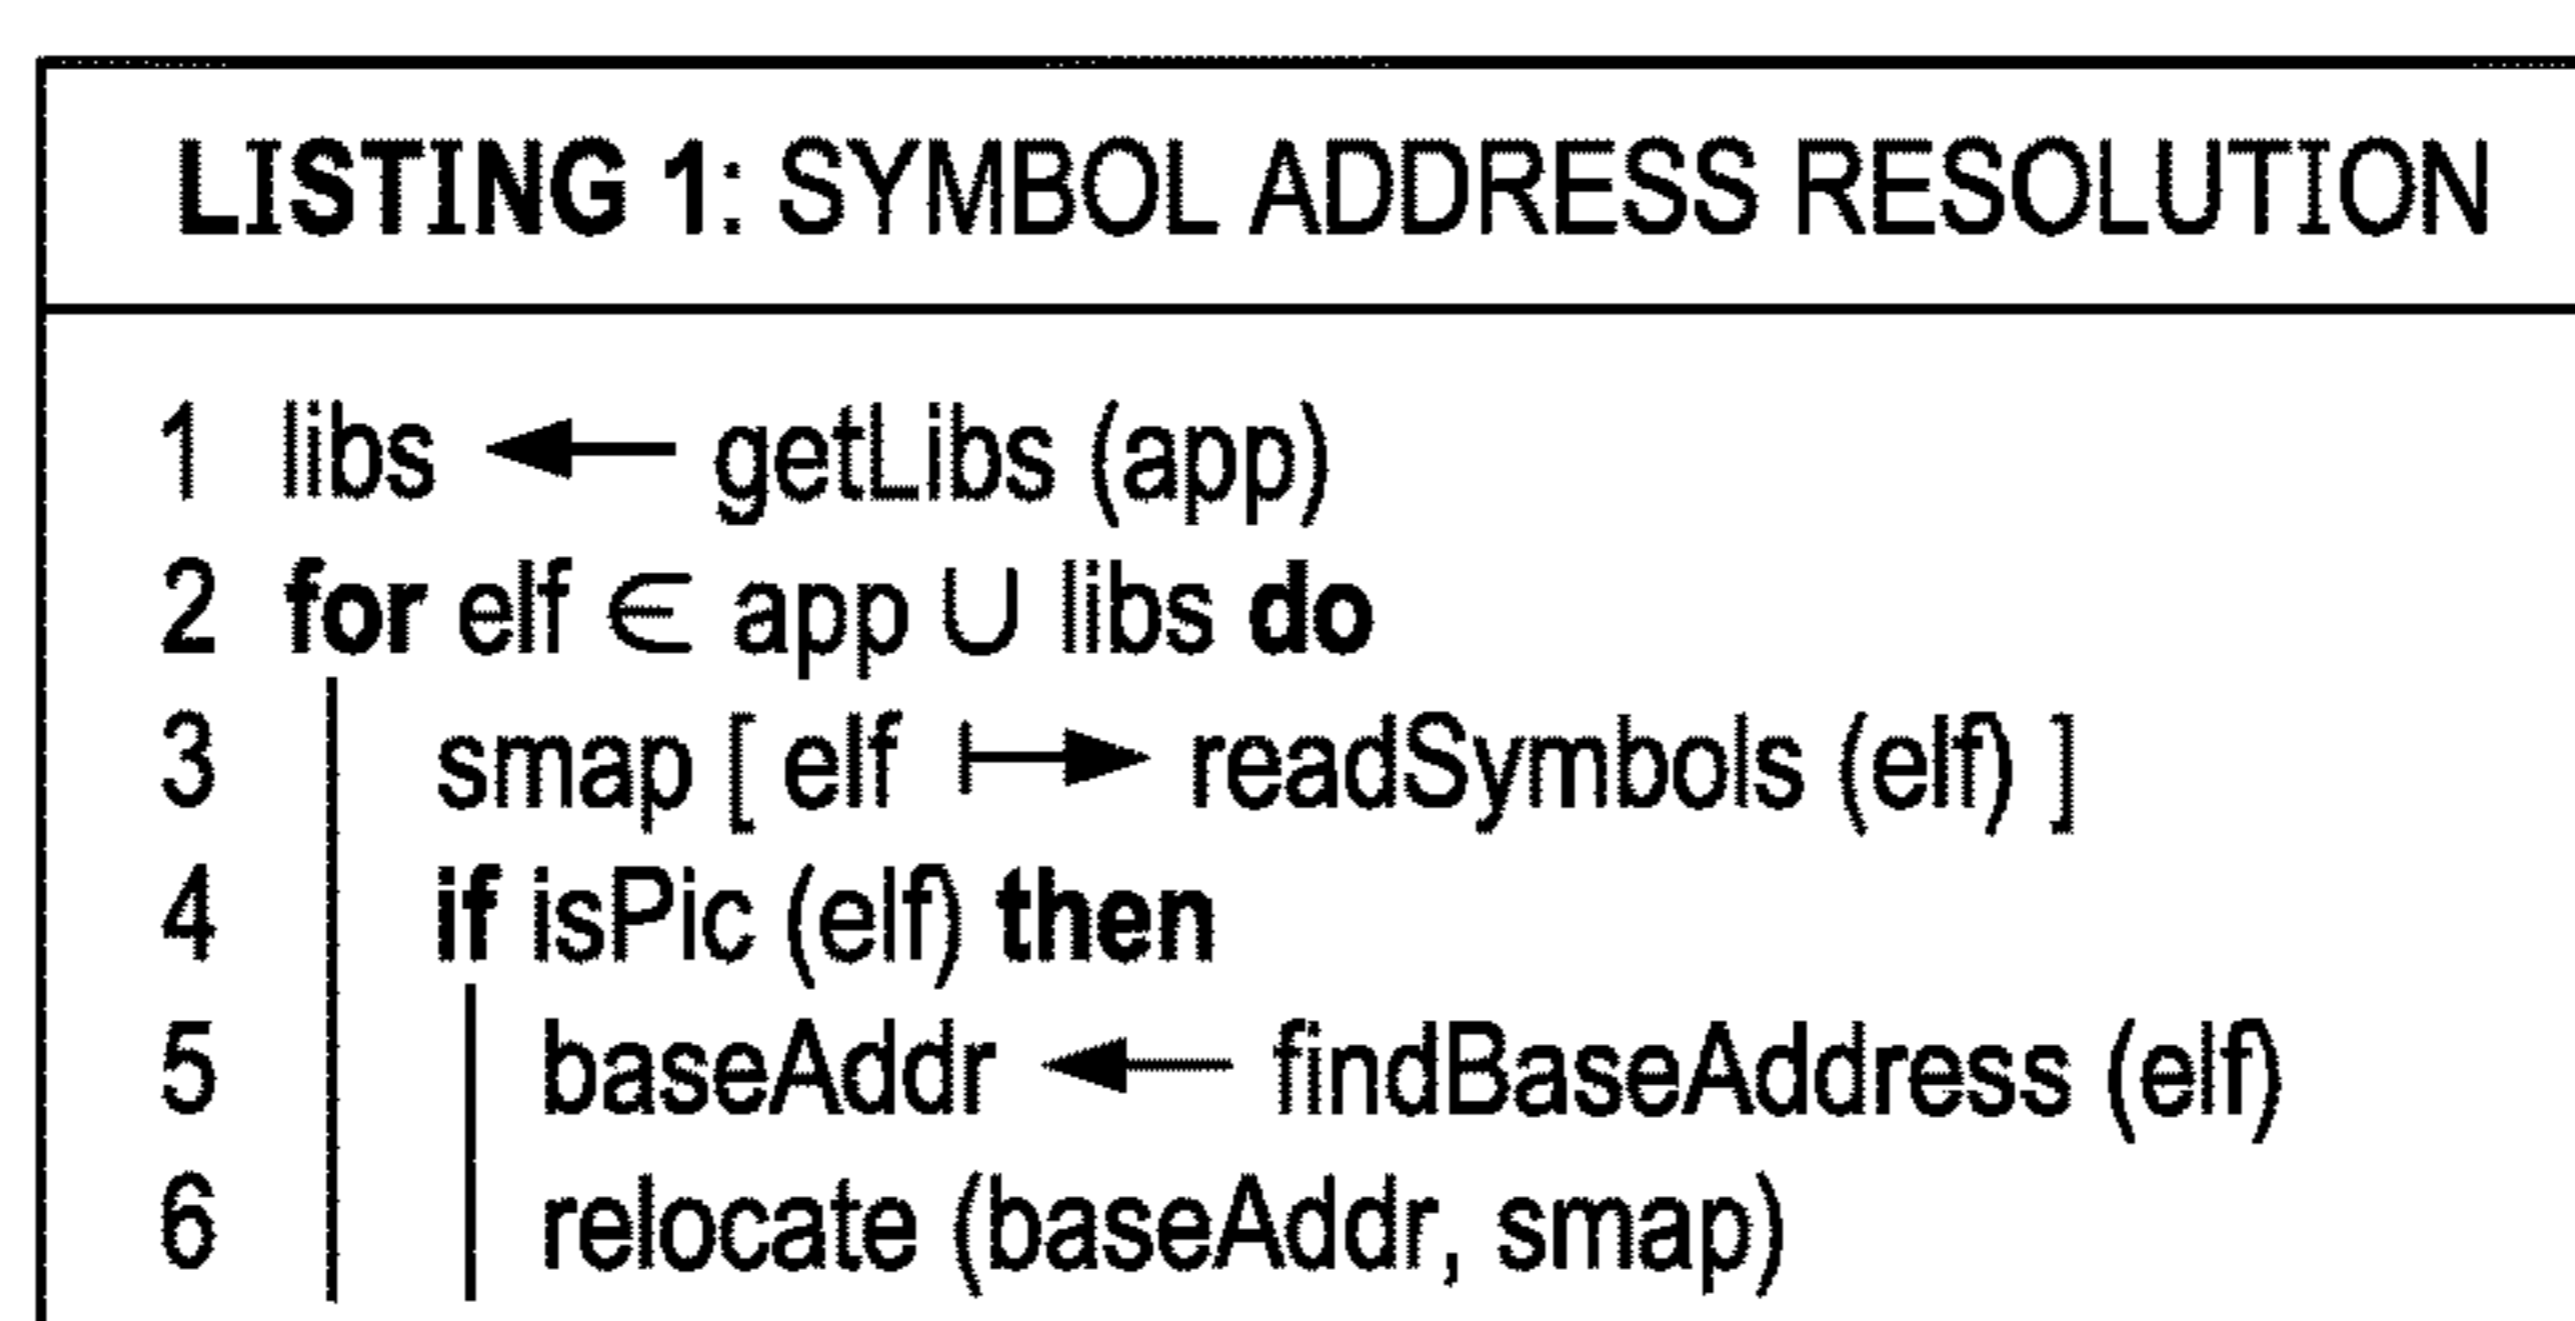 LISTING 1: SYMBOL ADDRESS RESOLUTION
1 libs ← getLibs (app)
2 for elf ∈ app ∪ libs do
3 smap [ elf ↦ readSymbols (elf) ]
4 if isPic (elf) then
5 baseAddr ← findBaseAddress (elf)
6 relocate (baseAddr, smap)